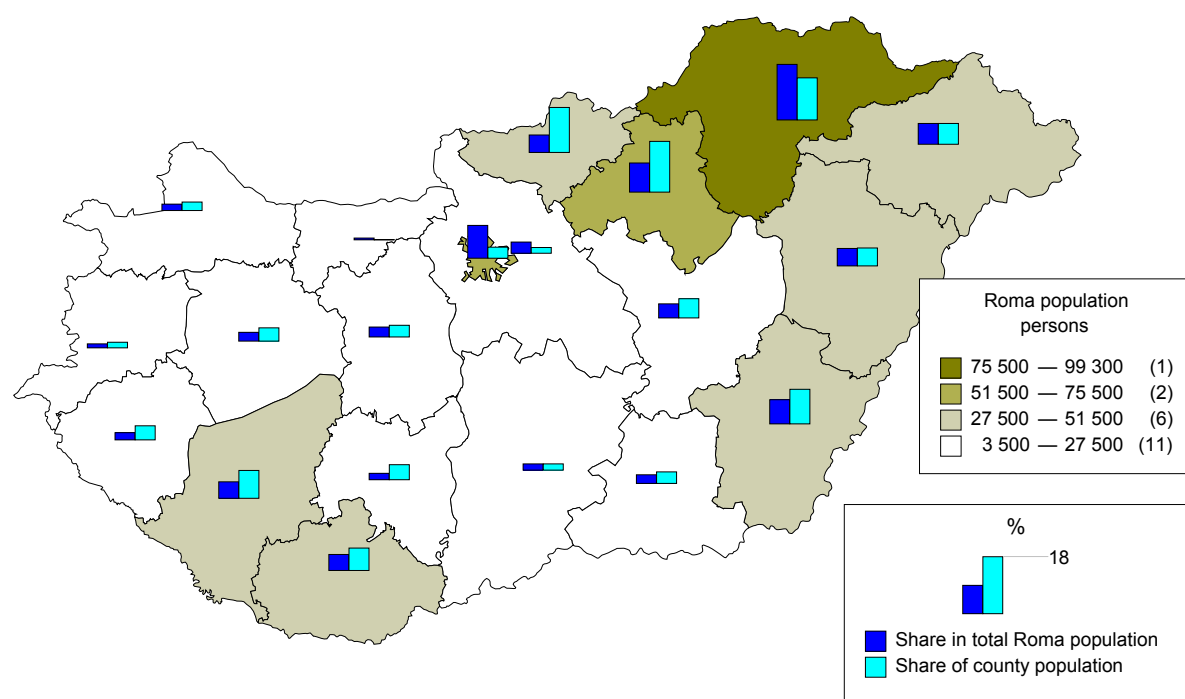 Roma population
persons
75 500 — 99 300 (1)
51 500 — 75 500 (2)
27 500 — 51 500 (6)
3 500 — 27 500 (11)
%
18
Share in total Roma population
Share of county population